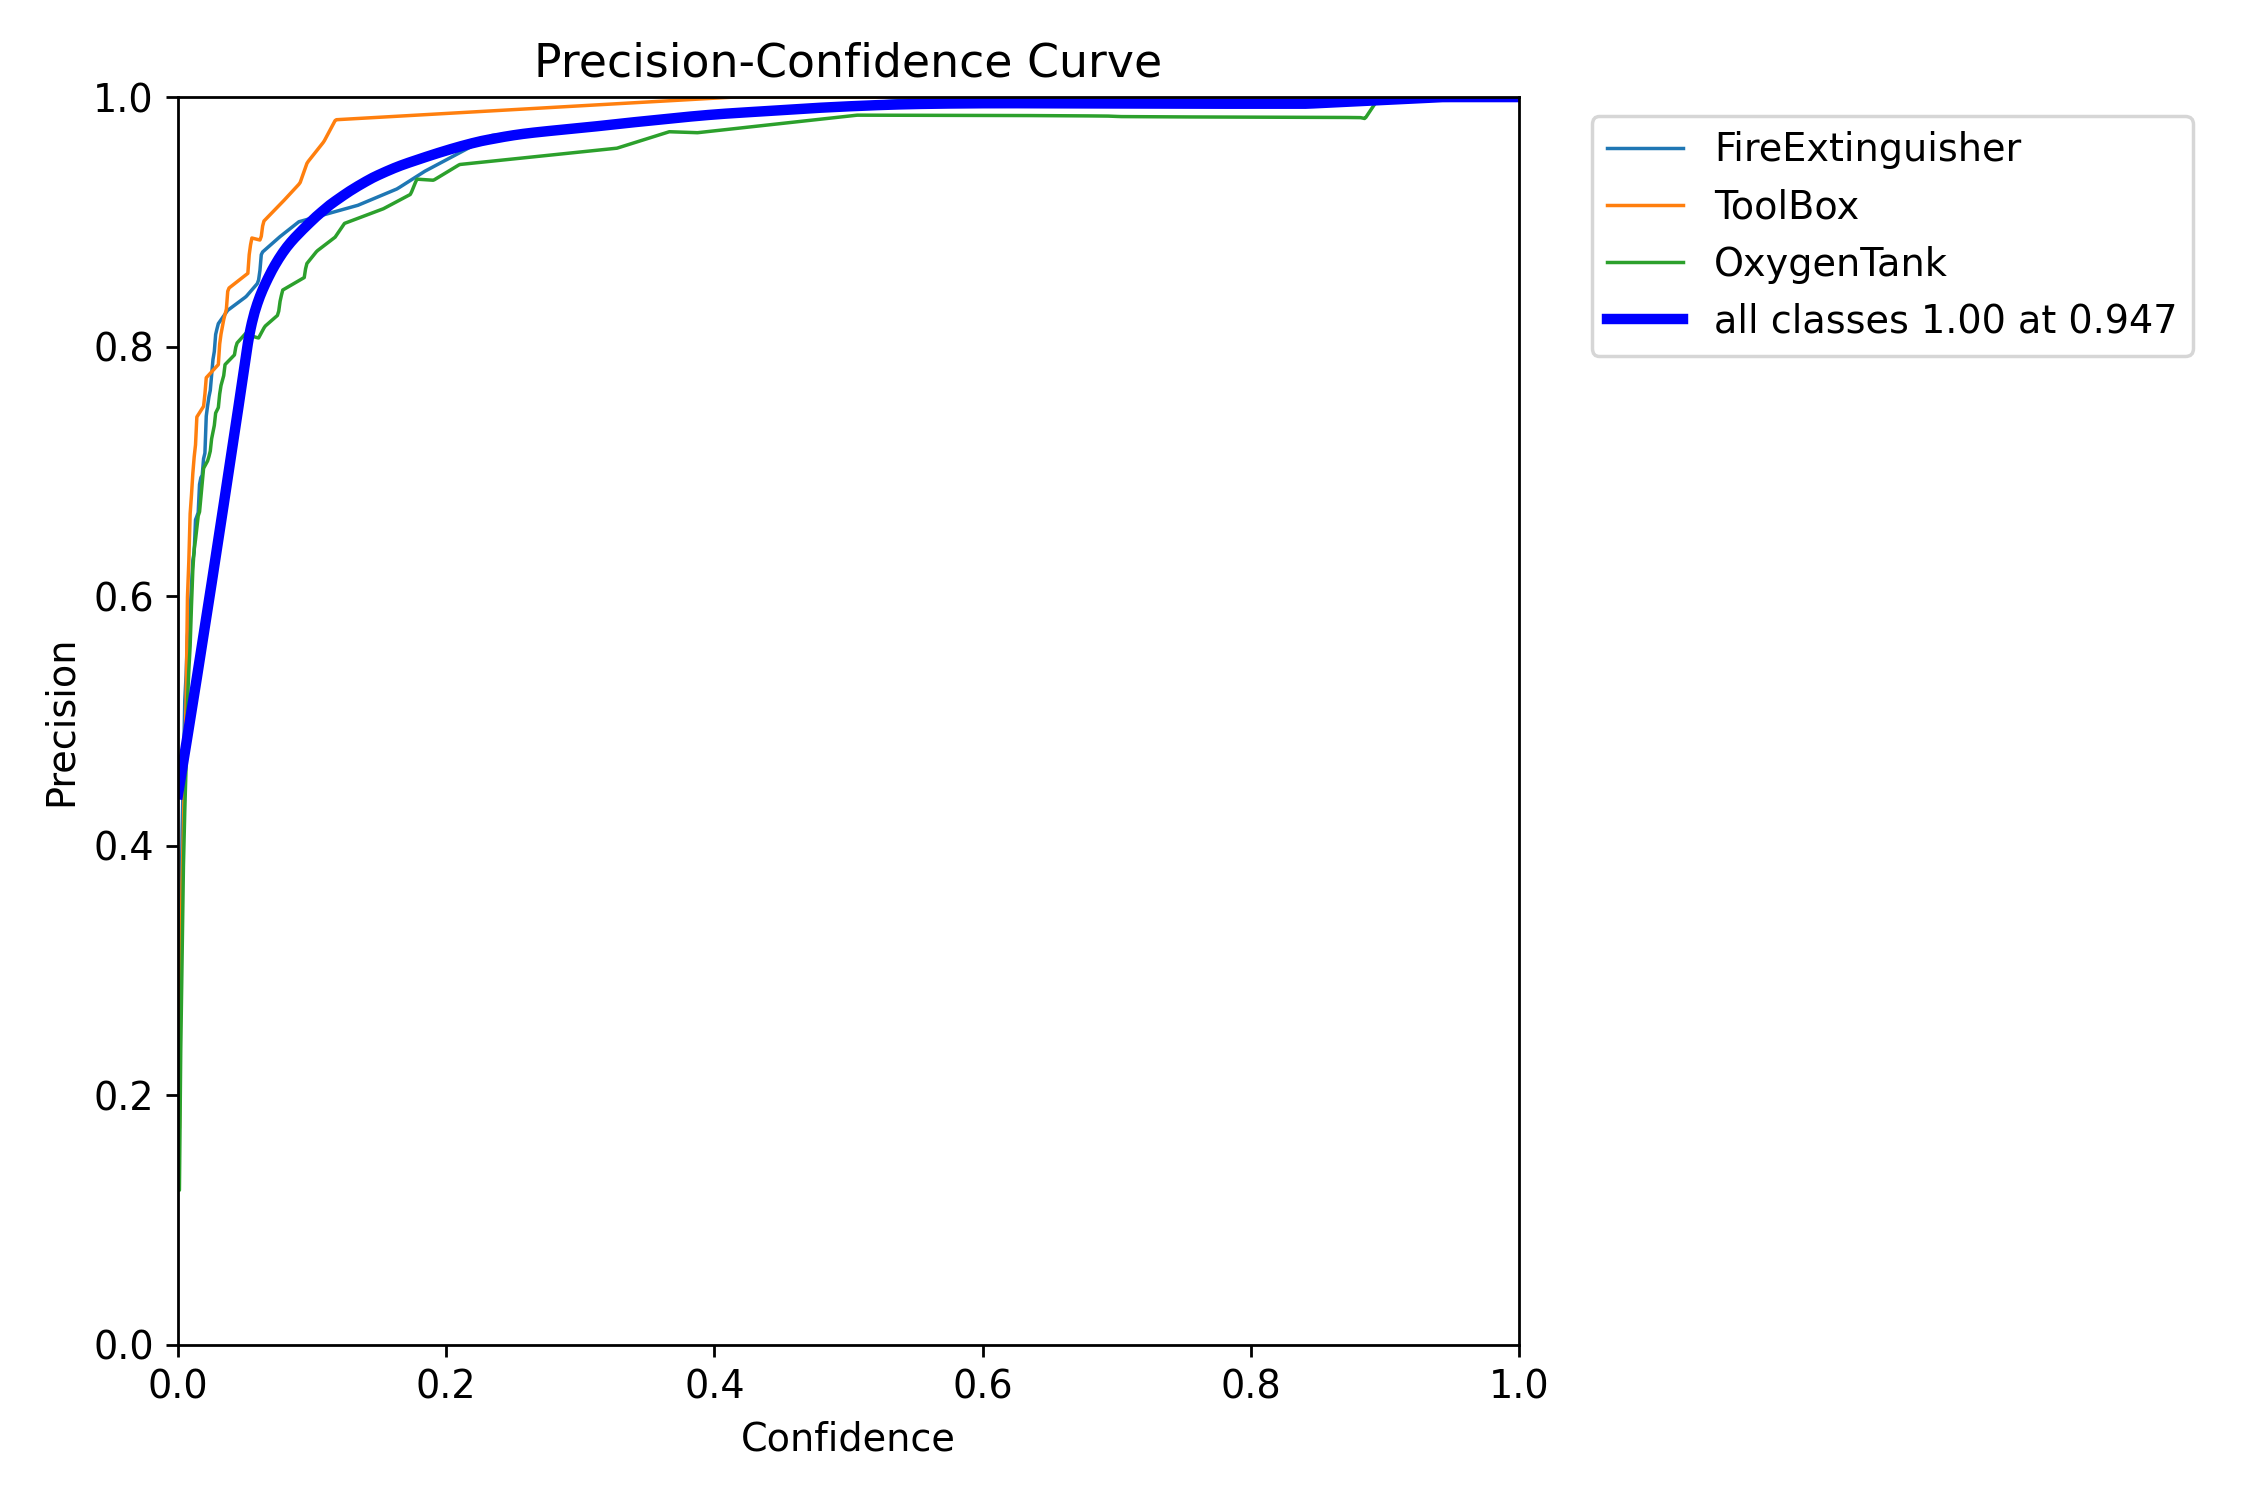 Precision-Confidence Curve
1.0
0.8
0.6
0.4
0.2
0.0
Precision
0.0 0.2 0.4 0.6 0.8 1.0
Confidence
FireExtinguisher
ToolBox
OxygenTank
all classes 1.00 at 0.947